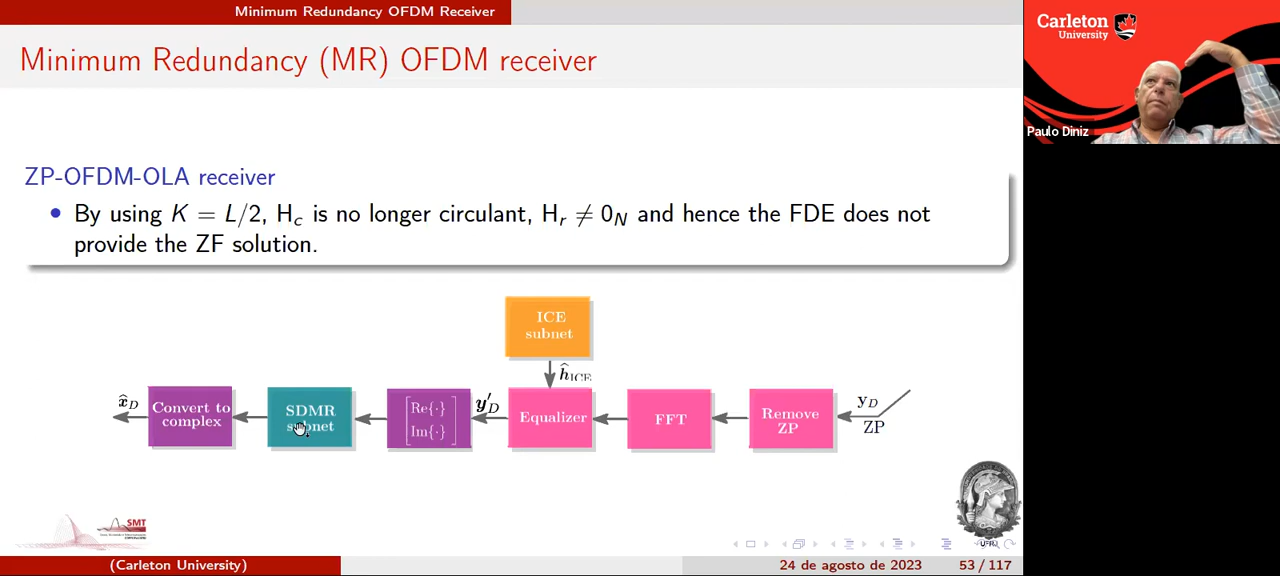 Minimum Redundancy OFDM Receiver
Minimum Redundancy (MR) OFDM receiver
Carleton
University
Paulo Diniz
ZP-OFDM-OLA receiver
• By using K = L/2, H_c is no longer circulant, H_r ≠ 0_N and hence the FDE does not
provide the ZF solution.
ICE
subnet
ĥ_ICE
x̂_D
Convert to
complex
SDMR
subnet
Re{·}
Im{·}
y′_D
Equalizer
FFT
Remove
ZP
y_D
ZP
SMT
UFRJ
(Carleton University)
24 de agosto de 2023
53 / 117